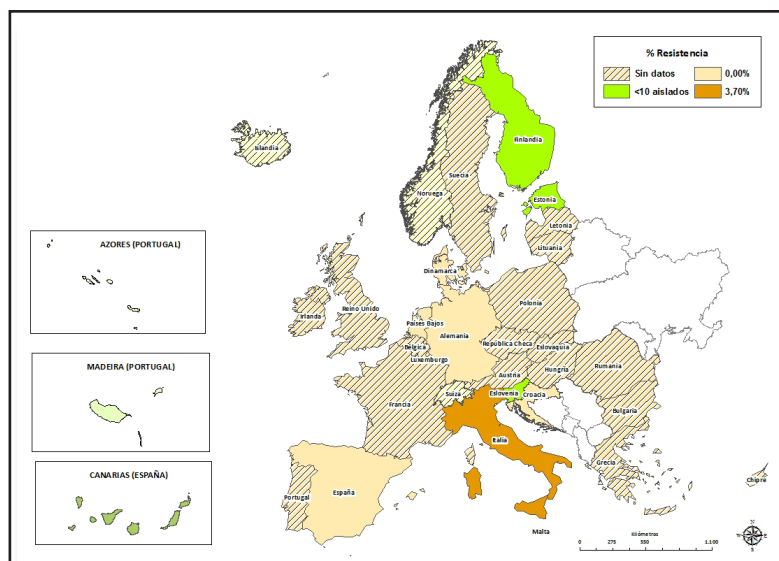 % Resistencia
Sin datos
0,00%
<10 aislados
3,70%
Finlandia
Islandia
Suecia
Noruega
Estonia
Letonia
Lituania
AZORES (PORTUGAL)
Dinamarca
Polonia
Irlanda
Reino Unido
Países Bajos
Alemania
República Checa
Bélgica
Eslovaquia
Luxemburgo
Hungria
MADEIRA (PORTUGAL)
Austria
Rumania
Suiza
Eslovenia
Croacia
Francia
Bulgaria
Italia
Grecia
CANARIAS (ESPAÑA)
Chipre
España
Portugal
Malta
Kilómetros
0
275
550
1.100
N
W
E
S